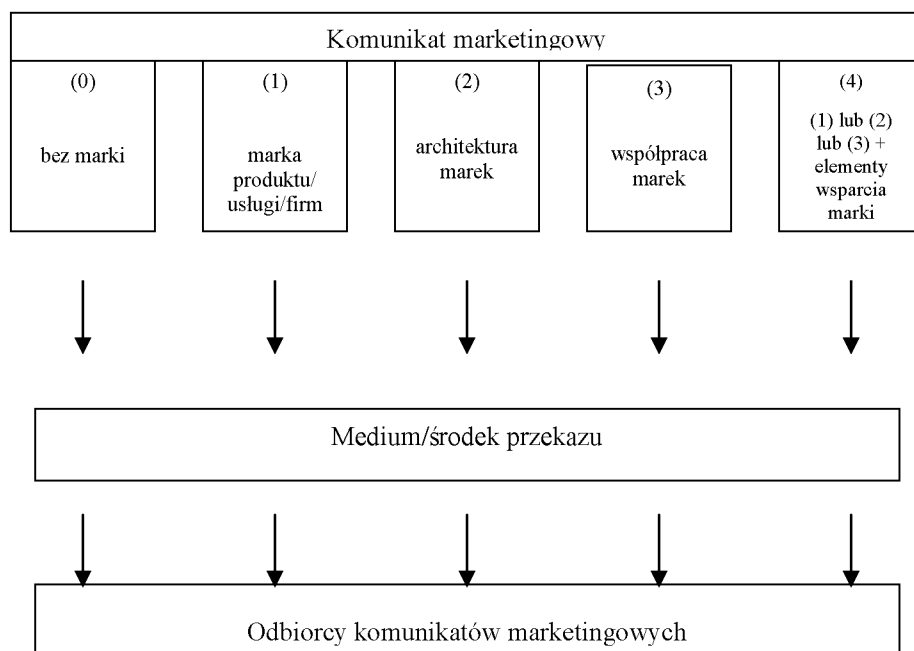 Komunikat marketingowy
(0)
bez marki
(1)
marka
produktu/
usługi/firm
(2)
architektura
marek
(3)
współpraca
marek
(4)
(1) lub (2)
lub (3) +
elementy
wsparcia
marki
Medium/środek przekazu
Odbiorcy komunikatów marketingowych